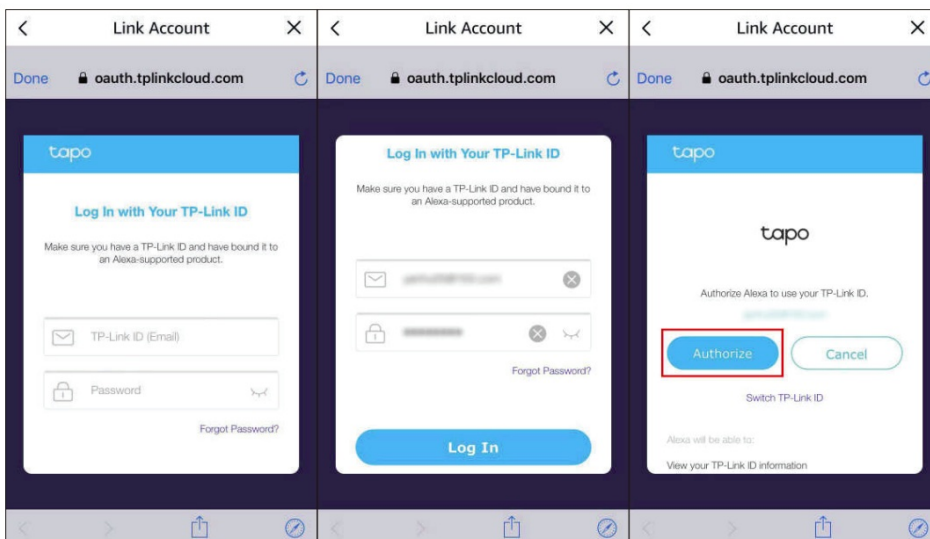 Link Account
Done oauth.tplinkcloud.com
tapo
Log In with Your TP-Link ID
Make sure you have a TP-Link ID and have bound it to
an Alexa-supported product.
TP-Link ID (Email)
Password
Forgot Password?
Link Account
Done oauth.tplinkcloud.com
Log In with Your TP-Link ID
Make sure you have a TP-Link ID and have bound it to
an Alexa-supported product.
Forgot Password?
Log In
Link Account
Done oauth.tplinkcloud.com
tapo
tapo
Authorize Alexa to use your TP-Link ID.
Authorize Cancel
Switch TP-Link ID
Alexa will be able to:
View your TP-Link ID information